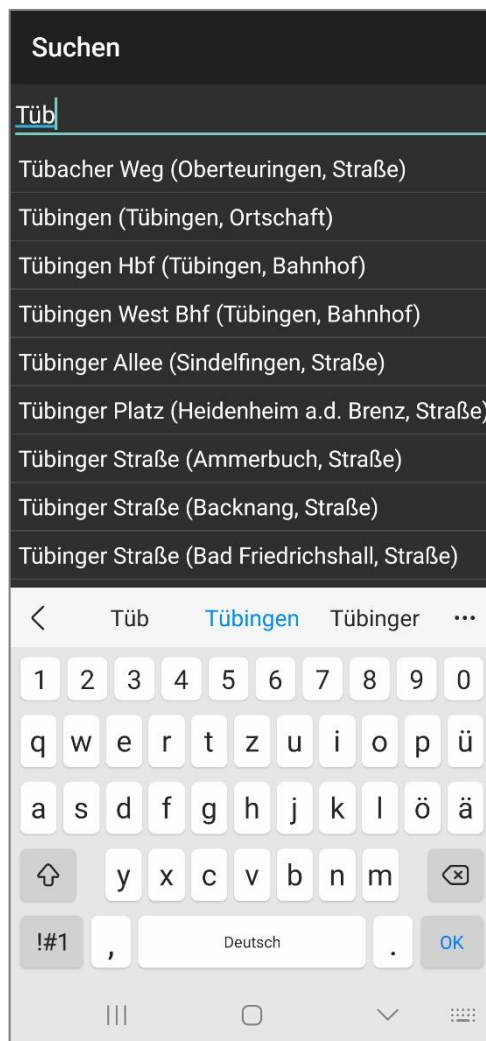 Suchen
Tüb
Tübacher Weg (Oberteuringen, Straße)
Tübingen (Tübingen, Ortschaft)
Tübingen Hbf (Tübingen, Bahnhof)
Tübingen West Bhf (Tübingen, Bahnhof)
Tübinger Allee (Sindelfingen, Straße)
Tübinger Platz (Heidenheim a.d. Brenz, Straße)
Tübinger Straße (Ammerbuch, Straße)
Tübinger Straße (Backnang, Straße)
Tübinger Straße (Bad Friedrichshall, Straße)
Tüb Tübingen Tübinger ...
1 2 3 4 5 6 7 8 9 0
q w e r t z u i o p ü
a s d f g h j k l ö ä
y x c v b n m
!#1 , Deutsch . OK